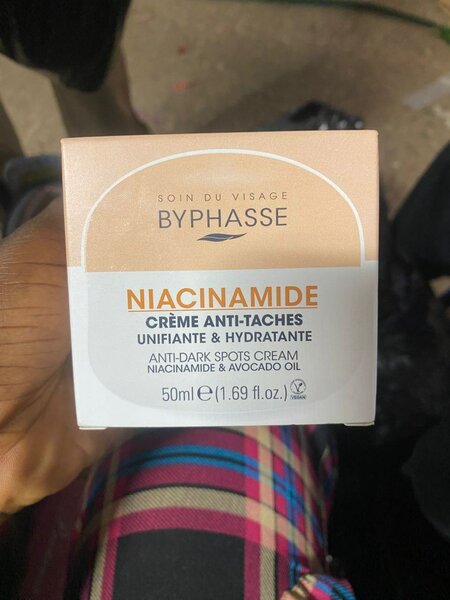 SOIN DU VISAGE
BYPHASSE
NIACINAMIDE
CRÈME ANTI-TACHES
UNIFIANTE & HYDRATANTE
ANTI-DARK SPOTS CREAM
NIACINAMIDE & AVOCADO OIL
50ml ℮ (1.69 fl.oz.)
VEGAN